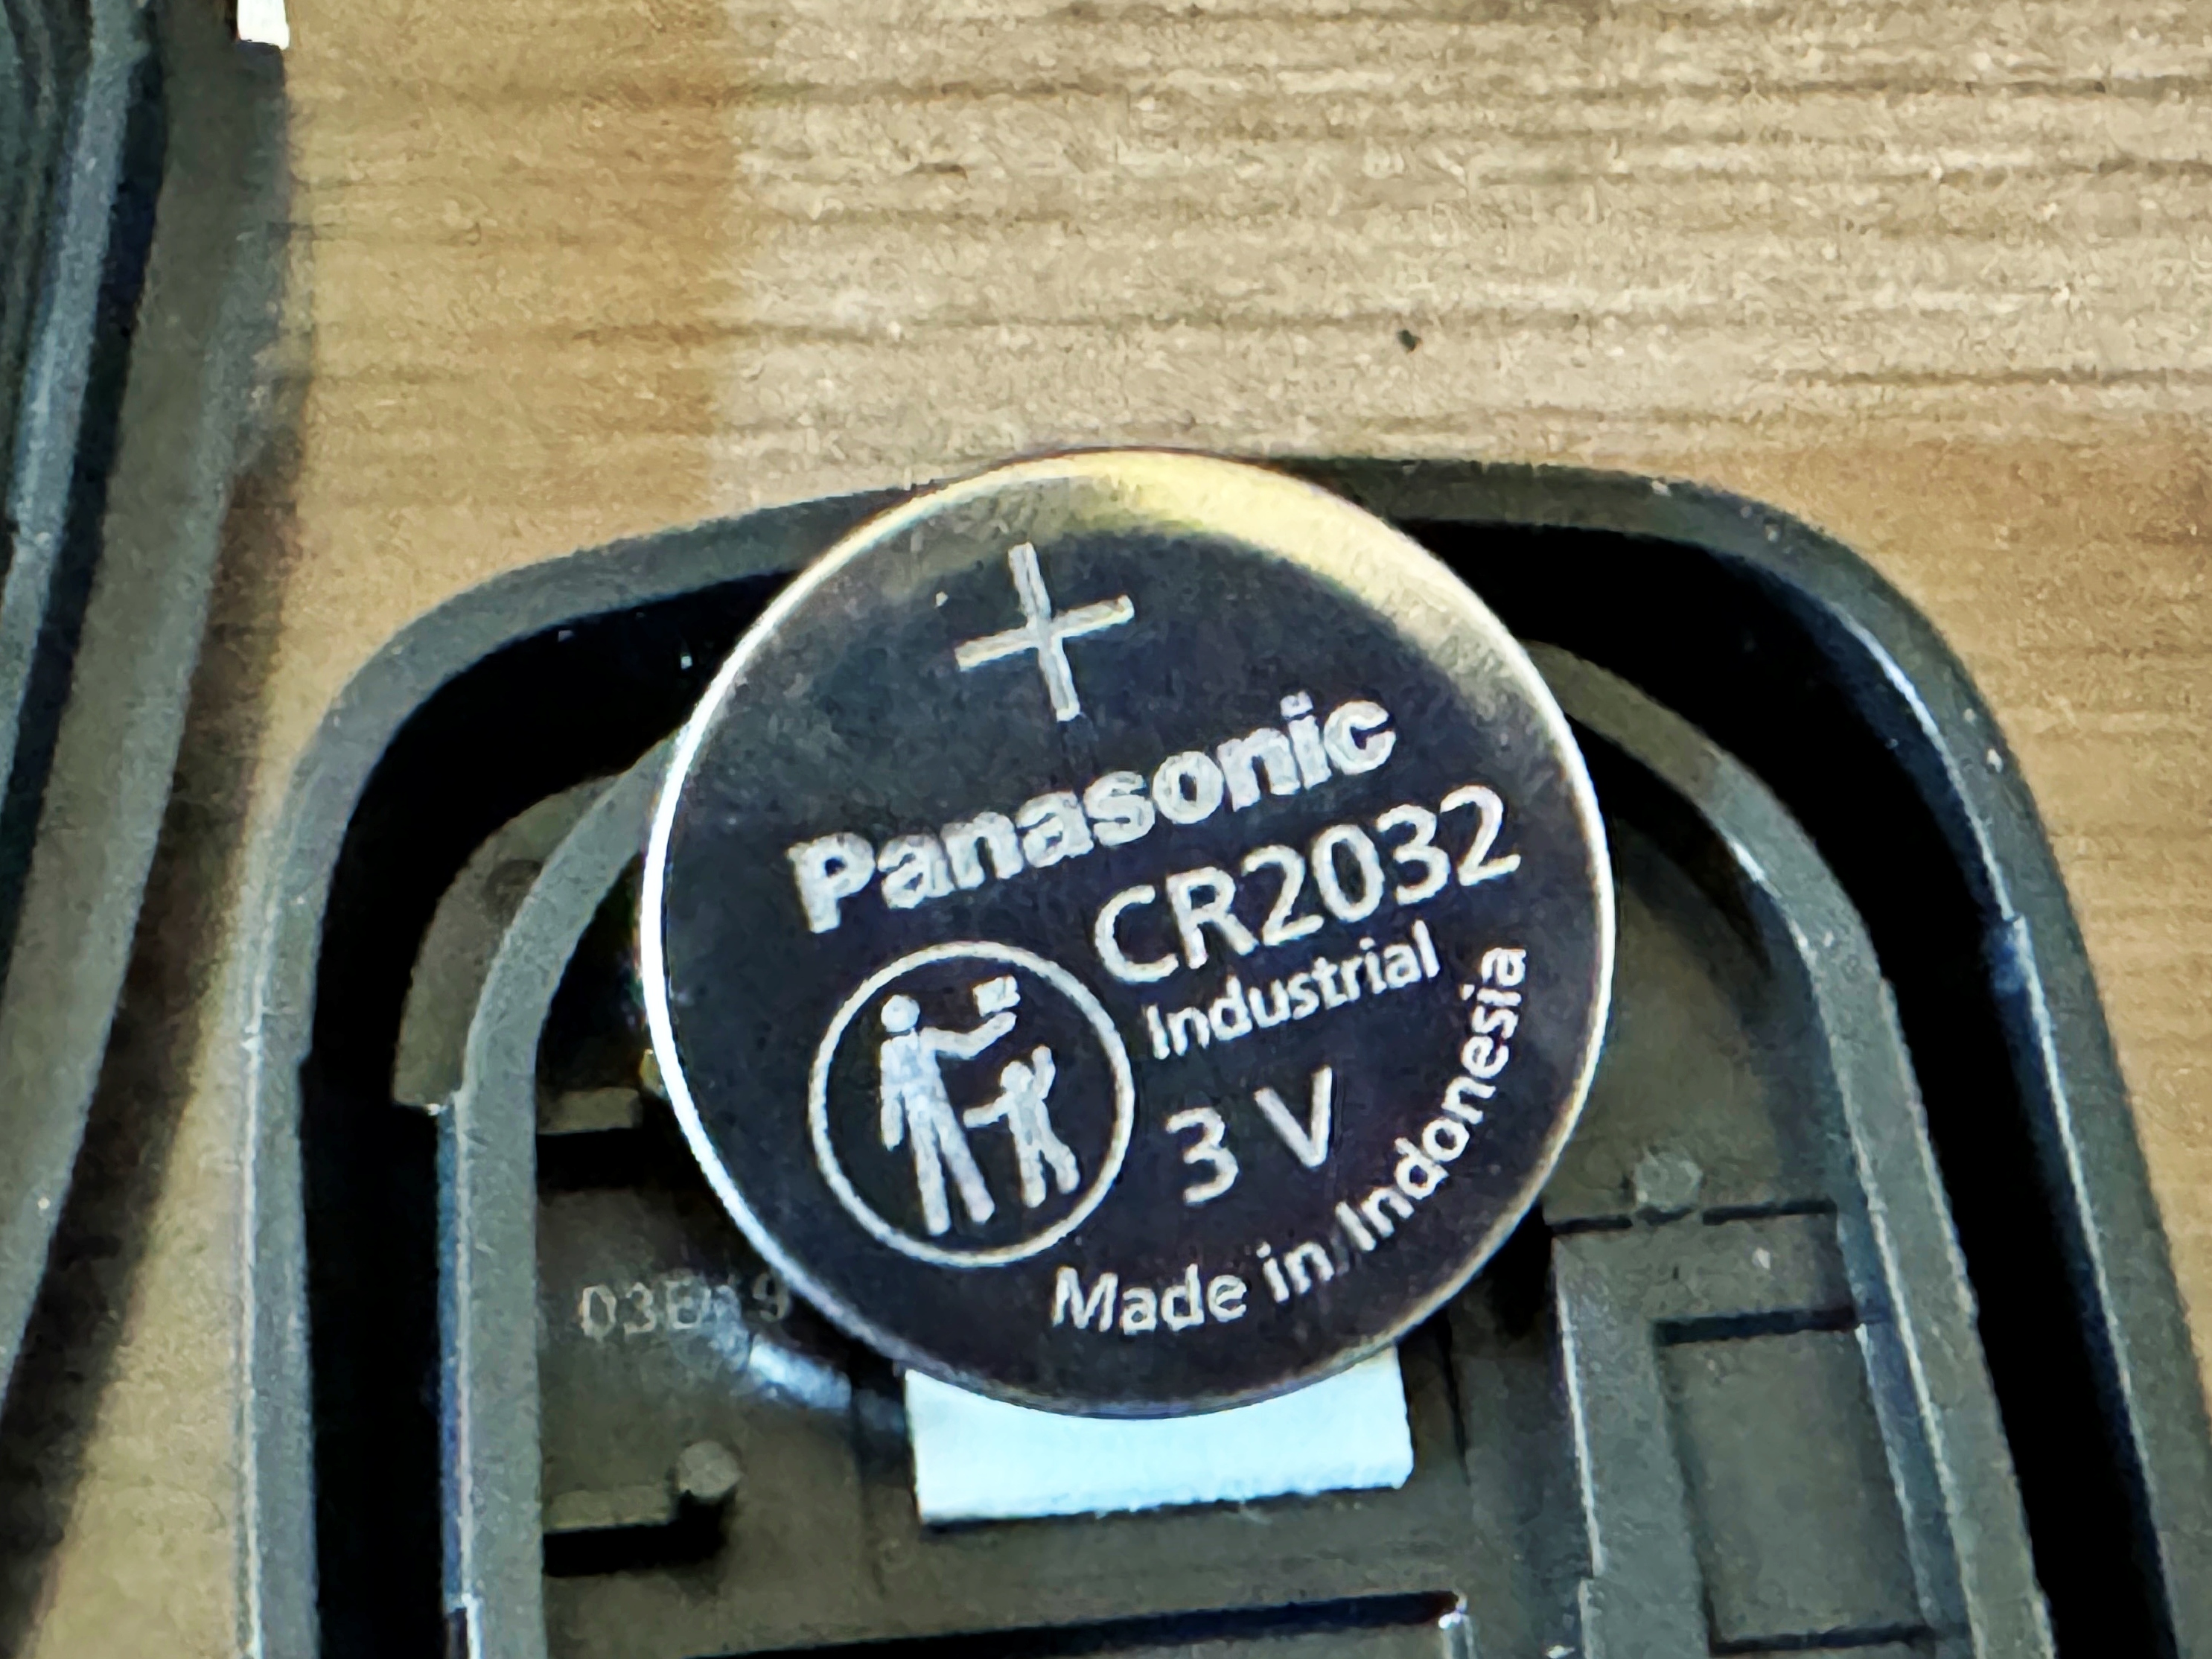 +
Panasonic
CR2032
Industrial
3 V
Made in Indonesia